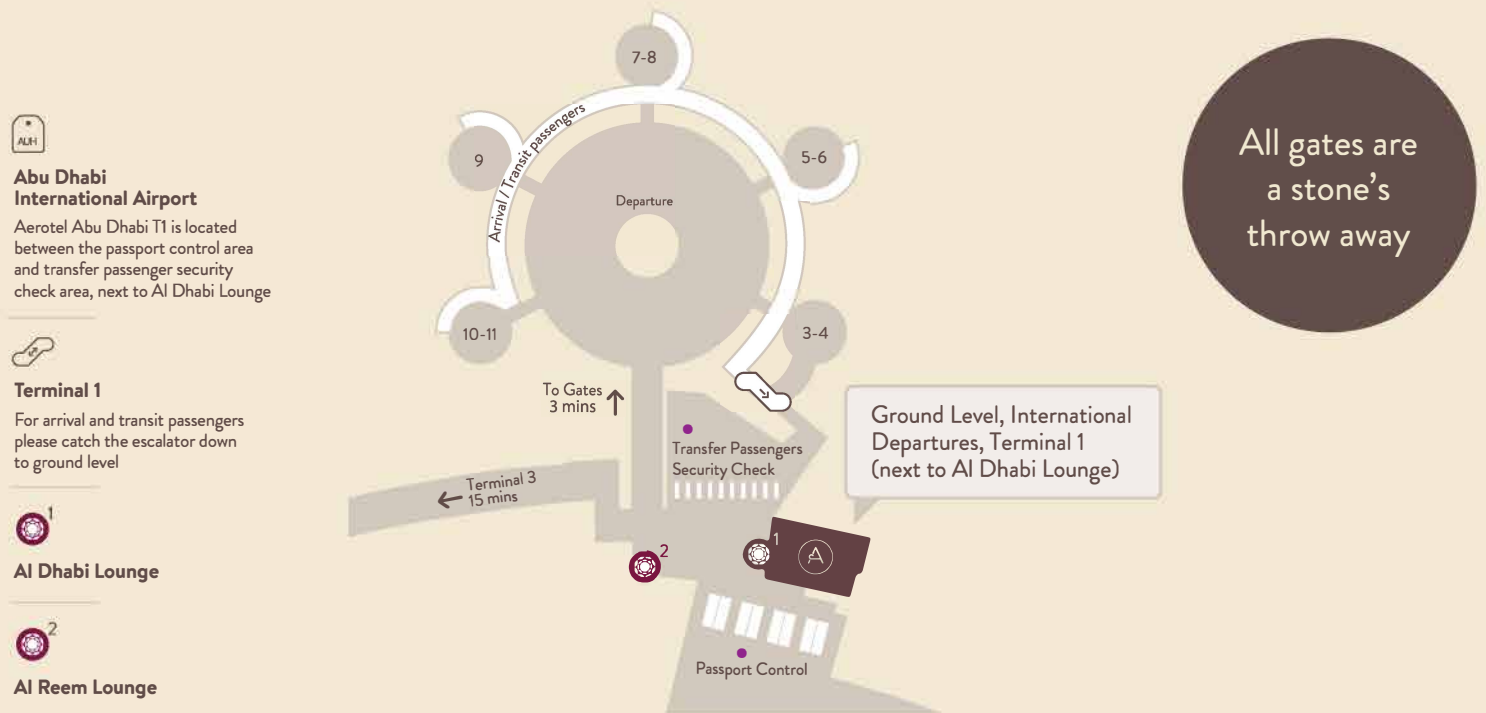 AUH
Abu Dhabi
International Airport
Aerotel Abu Dhabi T1 is located
between the passport control area
and transfer passenger security
check area, next to Al Dhabi Lounge
Terminal 1
For arrival and transit passengers
please catch the escalator down
to ground level
1
Al Dhabi Lounge
2
Al Reem Lounge
7-8
Arrival / Transit passengers
9
5-6
Departure
10-11
3-4
To Gates
3 mins
Transfer Passengers
Security Check
Terminal 3
15 mins
2
1
A
Passport Control
Ground Level, International
Departures, Terminal 1
(next to Al Dhabi Lounge)
All gates are
a stone's
throw away